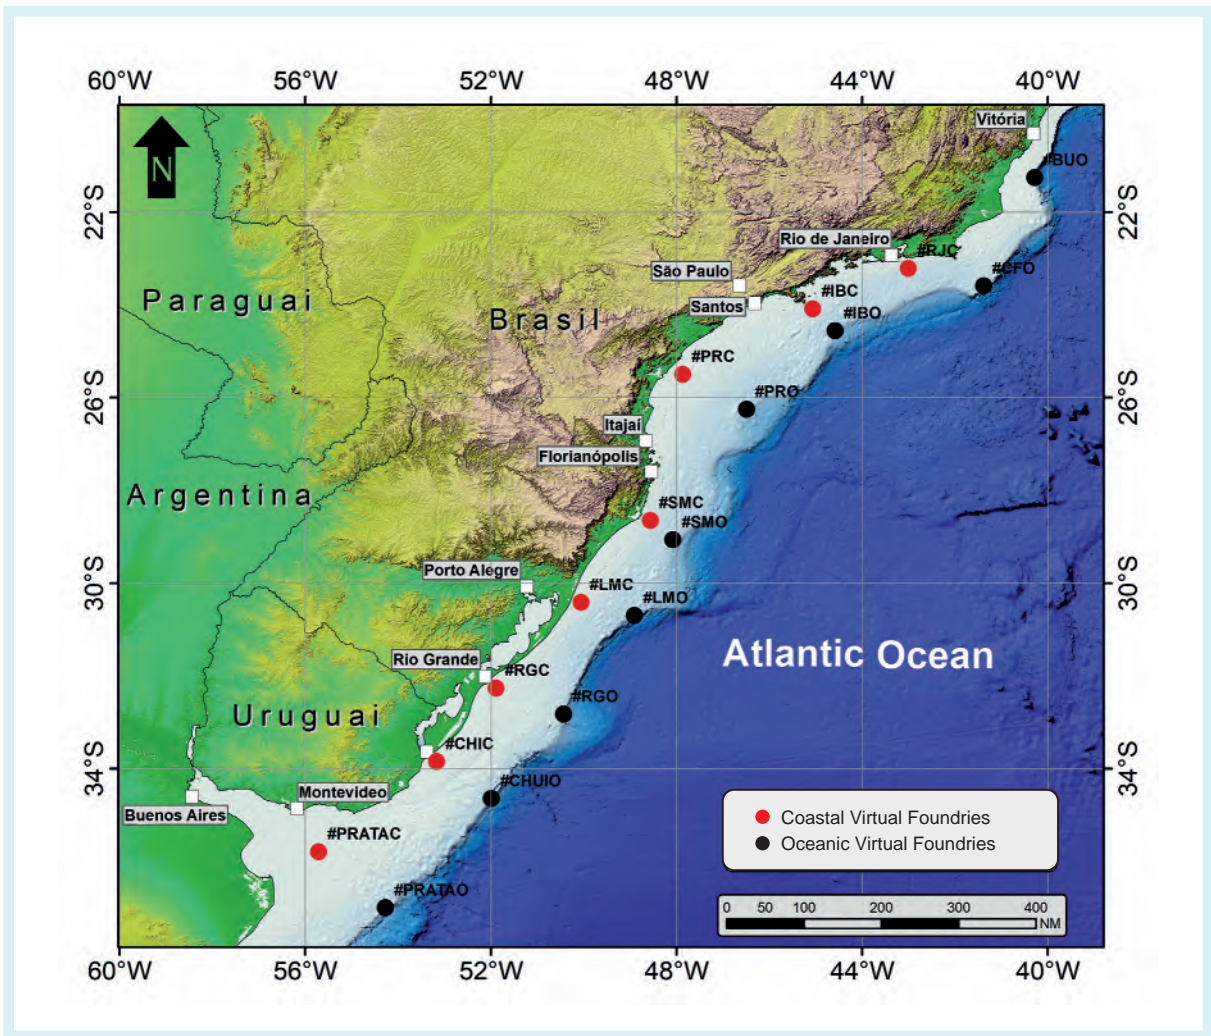 60°W 56°W 52°W 48°W 44°W 40°W
N
Vitória
#BUO
22°S 22°S
Rio de Janeiro
#RJC
#CFO
São Paulo
#IBC
Paraguai
Brasil
Santos
#IBO
#PRC
#PRO
26°S 26°S
Itajaí
Florianópolis
Argentina
#SMC
#SMO
Porto Alegre
30°S 30°S
#LMC
#LMO
Atlantic Ocean
Rio Grande
#RGC
#RGO
Uruguai
#CHIC
34°S 34°S
#CHUIO
Montevideo
Buenos Aires
#PRATAC
Coastal Virtual Foundries
Oceanic Virtual Foundries
#PRATAO
0 50 100 200 300 400
NM
60°W 56°W 52°W 48°W 44°W 40°W